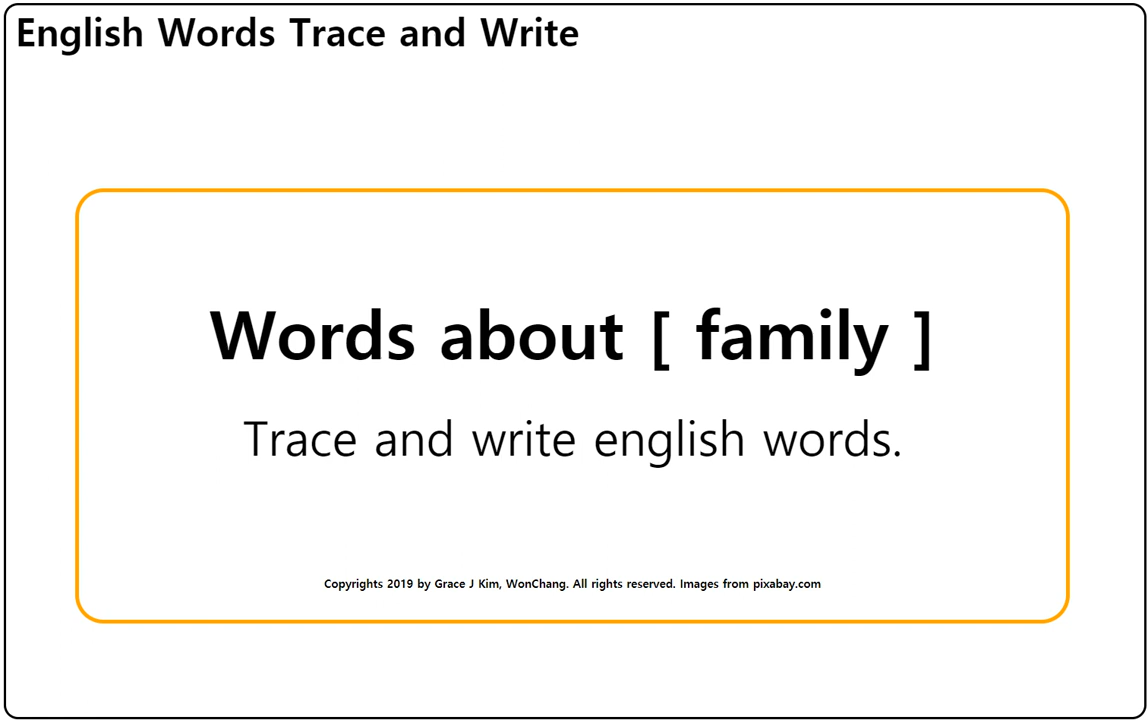 English Words Trace and Write
Words about [ family ]
Trace and write english words.
Copyrights 2019 by Grace J Kim, WonChang. All rights reserved. Images from pixabay.com